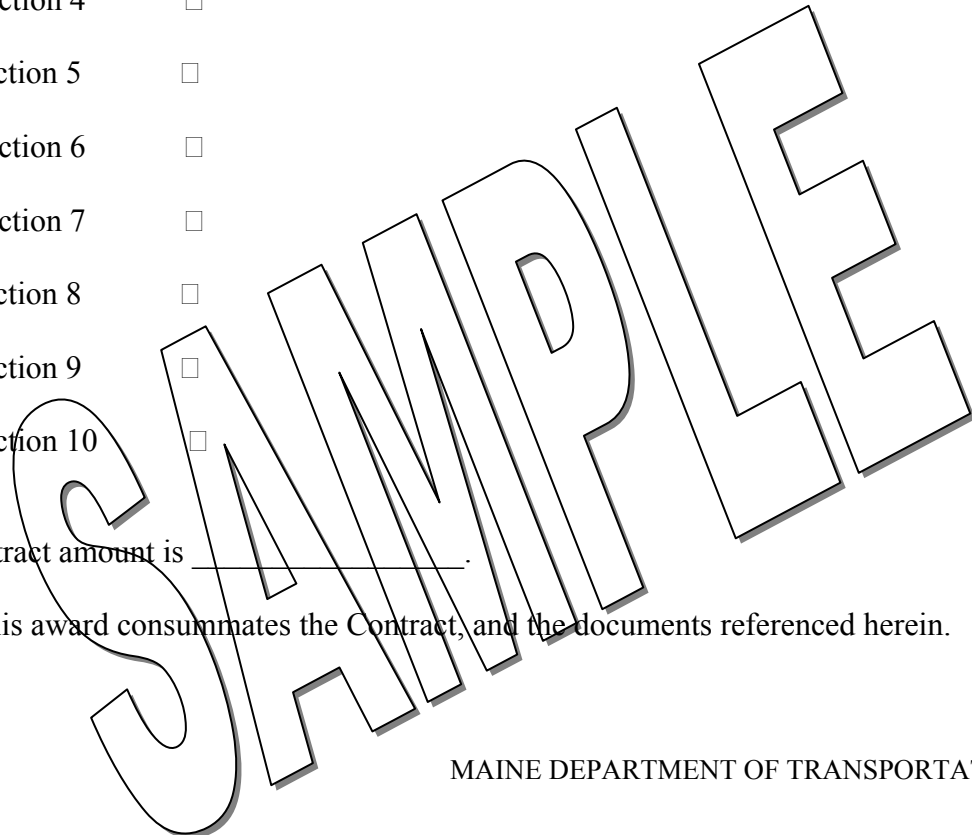 ction 4 □
ction 5 □
ction 6 □
ction 7 □
ction 8 □
ction 9 □
ction 10 □
tract amount is ___________________.
is award consummates the Contract, and the documents referenced herein.
MAINE DEPARTMENT OF TRANSPORTA
SAMPLE